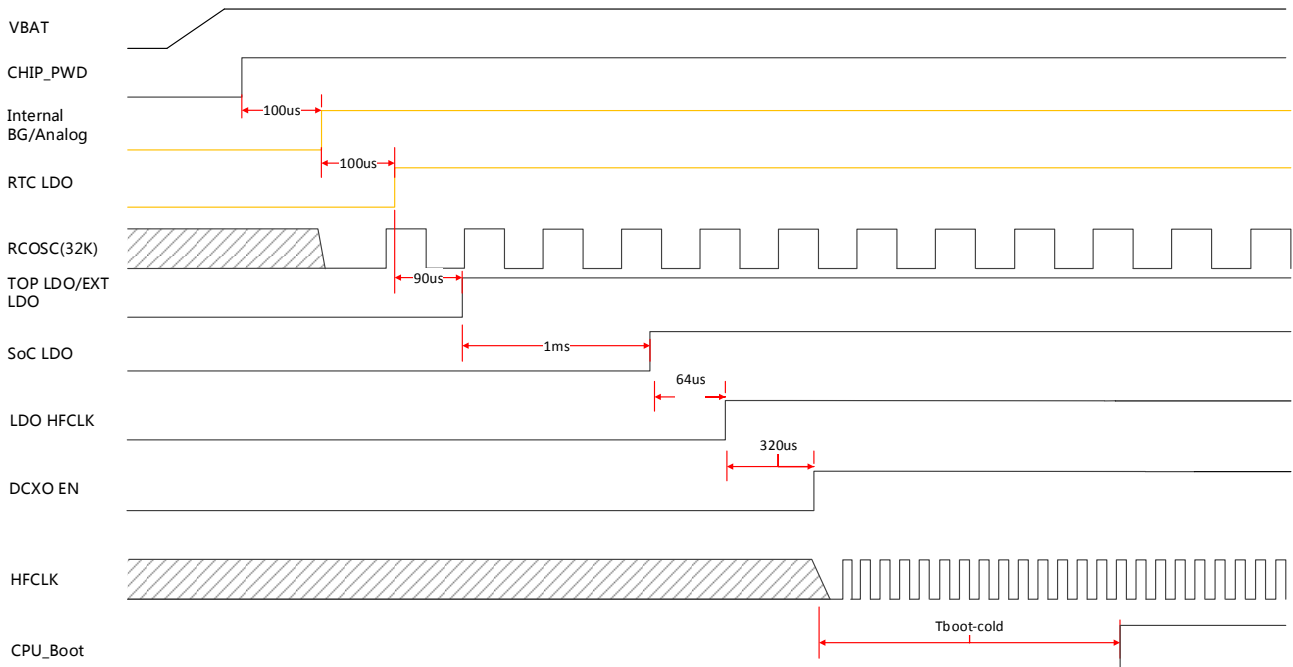 VBAT
CHIP_PWD
Internal
BG/Analog
100us
100us
RTC LDO
RCOSC(32K)
TOP LDO/EXT
LDO
90us
1ms
SoC LDO
64us
LDO HFCLK
320us
DCXO EN
HFCLK
Tboot-cold
CPU_Boot